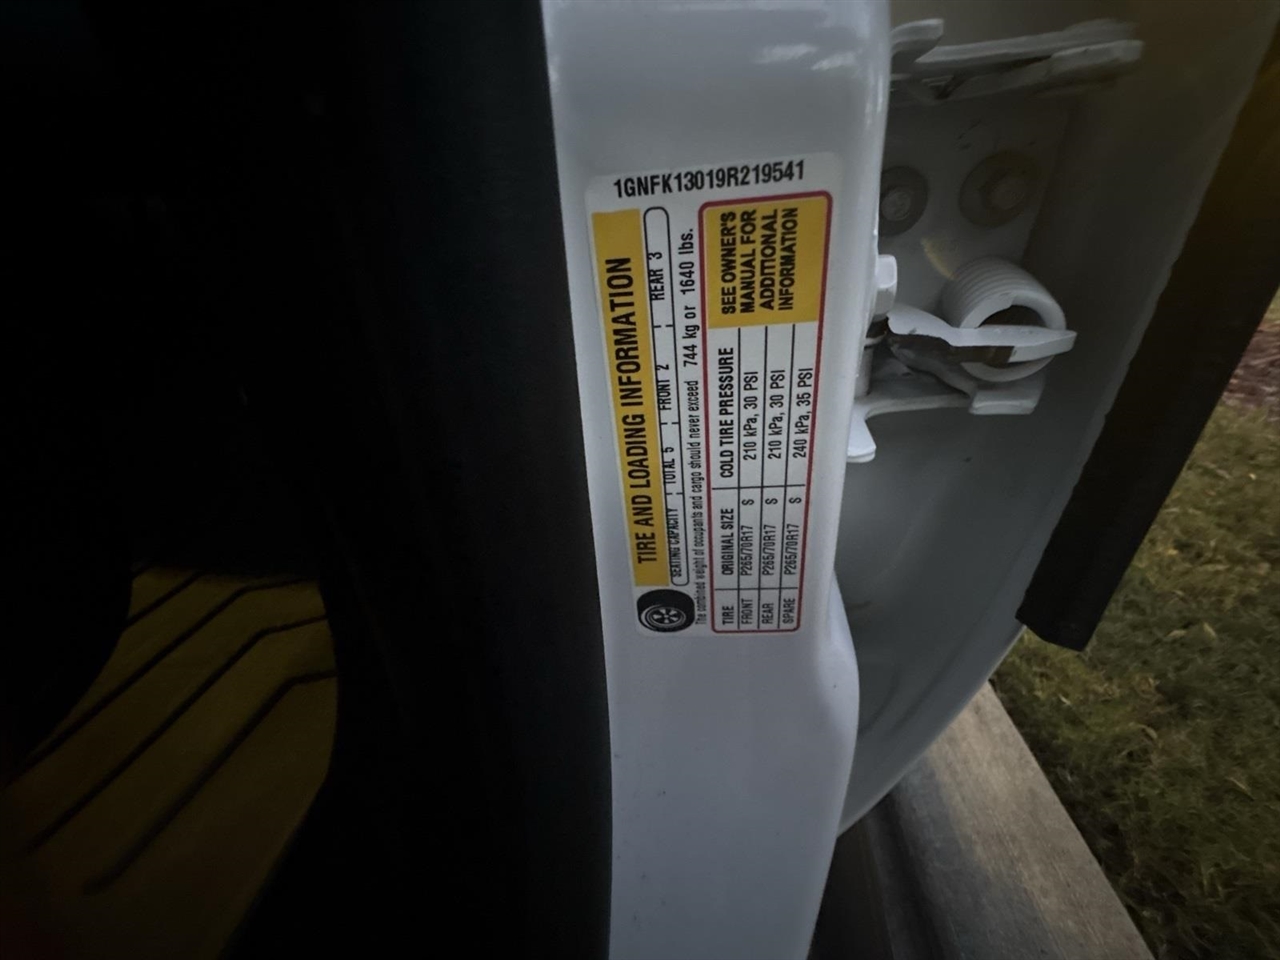 1GNFK13019R219541
TIRE AND LOADING INFORMATION
SEATING CAPACITY TOTAL 5 FRONT 2 REAR 3
The combined weight of occupants and cargo should never exceed 744 kg or 1640 lbs.
TIRE ORIGINAL SIZE COLD TIRE PRESSURE
FRONT P265/70R17 S 210 kPa, 30 PSI
REAR P265/70R17 S 210 kPa, 30 PSI
SPARE P265/70R17 S 240 kPa, 35 PSI
SEE OWNER'S
MANUAL FOR
ADDITIONAL
INFORMATION